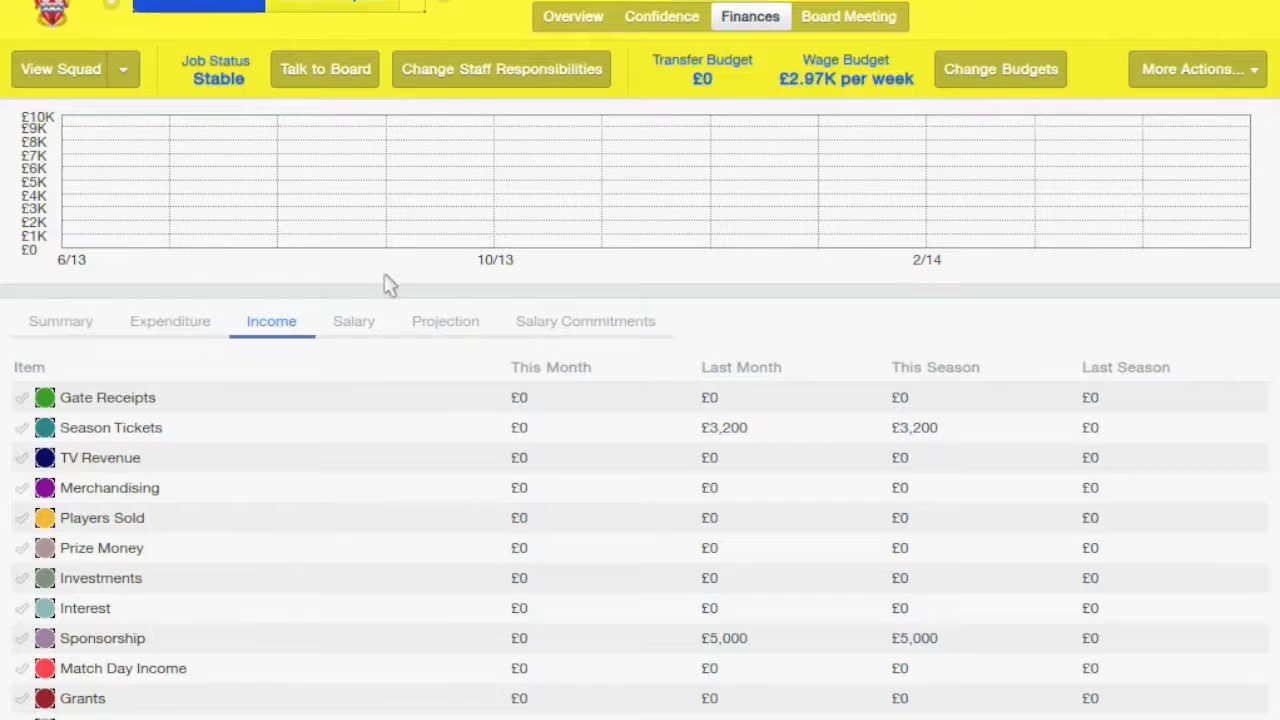 Overview Confidence Finances Board Meeting
View Squad Job Status Stable Talk to Board Change Staff Responsibilities Transfer Budget £0 Wage Budget £2.97K per week Change Budgets More Actions...
£10K
£9K
£8K
£7K
£6K
£5K
£4K
£3K
£2K
£1K
£0
6/13 10/13 2/14
Summary Expenditure Income Salary Projection Salary Commitments
Item This Month Last Month This Season Last Season
Gate Receipts £0 £0 £0 £0
Season Tickets £0 £3,200 £3,200 £0
TV Revenue £0 £0 £0 £0
Merchandising £0 £0 £0 £0
Players Sold £0 £0 £0 £0
Prize Money £0 £0 £0 £0
Investments £0 £0 £0 £0
Interest £0 £0 £0 £0
Sponsorship £0 £5,000 £5,000 £0
Match Day Income £0 £0 £0 £0
Grants £0 £0 £0 £0